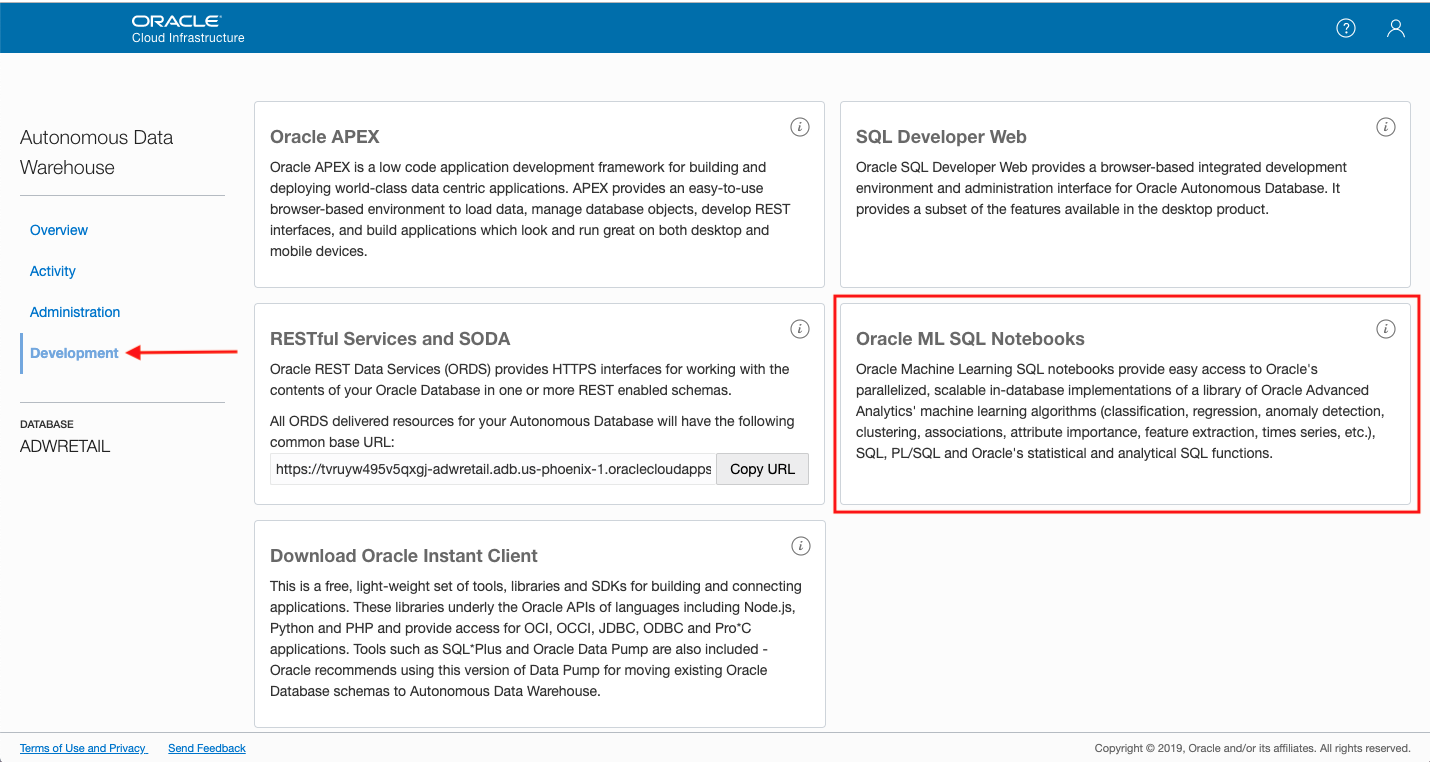 ORACLE
Cloud Infrastructure
Autonomous Data
Warehouse
Overview
Activity
Administration
Development
DATABASE
ADWRETAIL
Oracle APEX
Oracle APEX is a low code application development framework for building and
deploying world-class data centric applications. APEX provides an easy-to-use
browser-based environment to load data, manage database objects, develop REST
interfaces, and build applications which look and run great on both desktop and
mobile devices.
SQL Developer Web
Oracle SQL Developer Web provides a browser-based integrated development
environment and administration interface for Oracle Autonomous Database. It
provides a subset of the features available in the desktop product.
RESTful Services and SODA
Oracle REST Data Services (ORDS) provides HTTPS interfaces for working with the
contents of your Oracle Database in one or more REST enabled schemas.
All ORDS delivered resources for your Autonomous Database will have the following
common base URL:
https://tvruyw495v5qxgj-adwretail.adb.us-phoenix-1.oraclecloudapps
Copy URL
Oracle ML SQL Notebooks
Oracle Machine Learning SQL notebooks provide easy access to Oracle's
parallelized, scalable in-database implementations of a library of Oracle Advanced
Analytics' machine learning algorithms (classification, regression, anomaly detection,
clustering, associations, attribute importance, feature extraction, times series, etc.),
SQL, PL/SQL and Oracle's statistical and analytical SQL functions.
Download Oracle Instant Client
This is a free, light-weight set of tools, libraries and SDKs for building and connecting
applications. These libraries underly the Oracle APIs of languages including Node.js,
Python and PHP and provide access for OCI, OCCI, JDBC, ODBC and Pro*C
applications. Tools such as SQL*Plus and Oracle Data Pump are also included -
Oracle recommends using this version of Data Pump for moving existing Oracle
Database schemas to Autonomous Data Warehouse.
Terms of Use and Privacy
Send Feedback
Copyright © 2019, Oracle and/or its affiliates. All rights reserved.